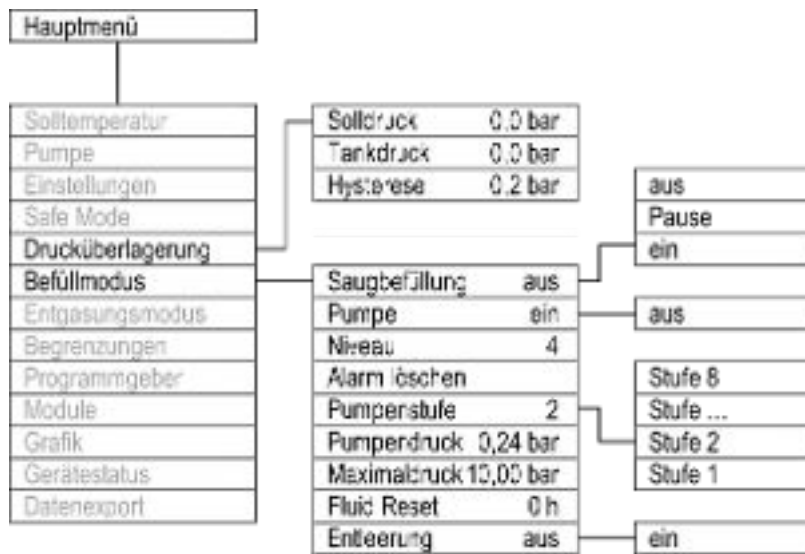 Hauptmenü
Solltemperatur
Pumpe
Einstellungen
Safe Mode
Drucküberlagerung
Befüllmodus
Entgasungsmodus
Begrenzungen
Programmgeber
Module
Grafik
Gerätestatus
Datenexport
Solldruck 0,0 bar
Tankdruck 0,0 bar
Hysterese 0,2 bar
Saugbefüllung aus
Pumpe ein
Niveau 4
Alarm löschen
Pumpenstufe 2
Pumpendruck 0,24 bar
Maximaldruck 10,00 bar
Fluid Reset 0 h
Entleerung aus
aus
Pause
ein
aus
Stufe 8
Stufe ...
Stufe 2
Stufe 1
ein